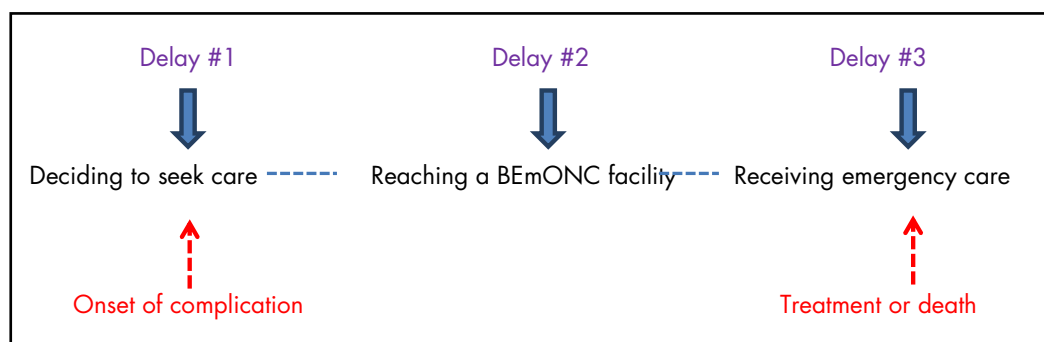 Delay #1 Delay #2 Delay #3
Deciding to seek care Reaching a BEmONC facility Receiving emergency care
Onset of complication Treatment or death